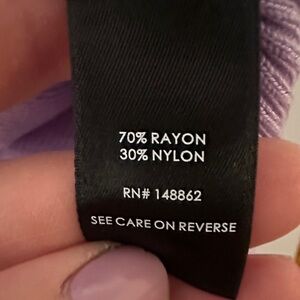 70% RAYON
30% NYLON
RN# 148862
SEE CARE ON REVERSE